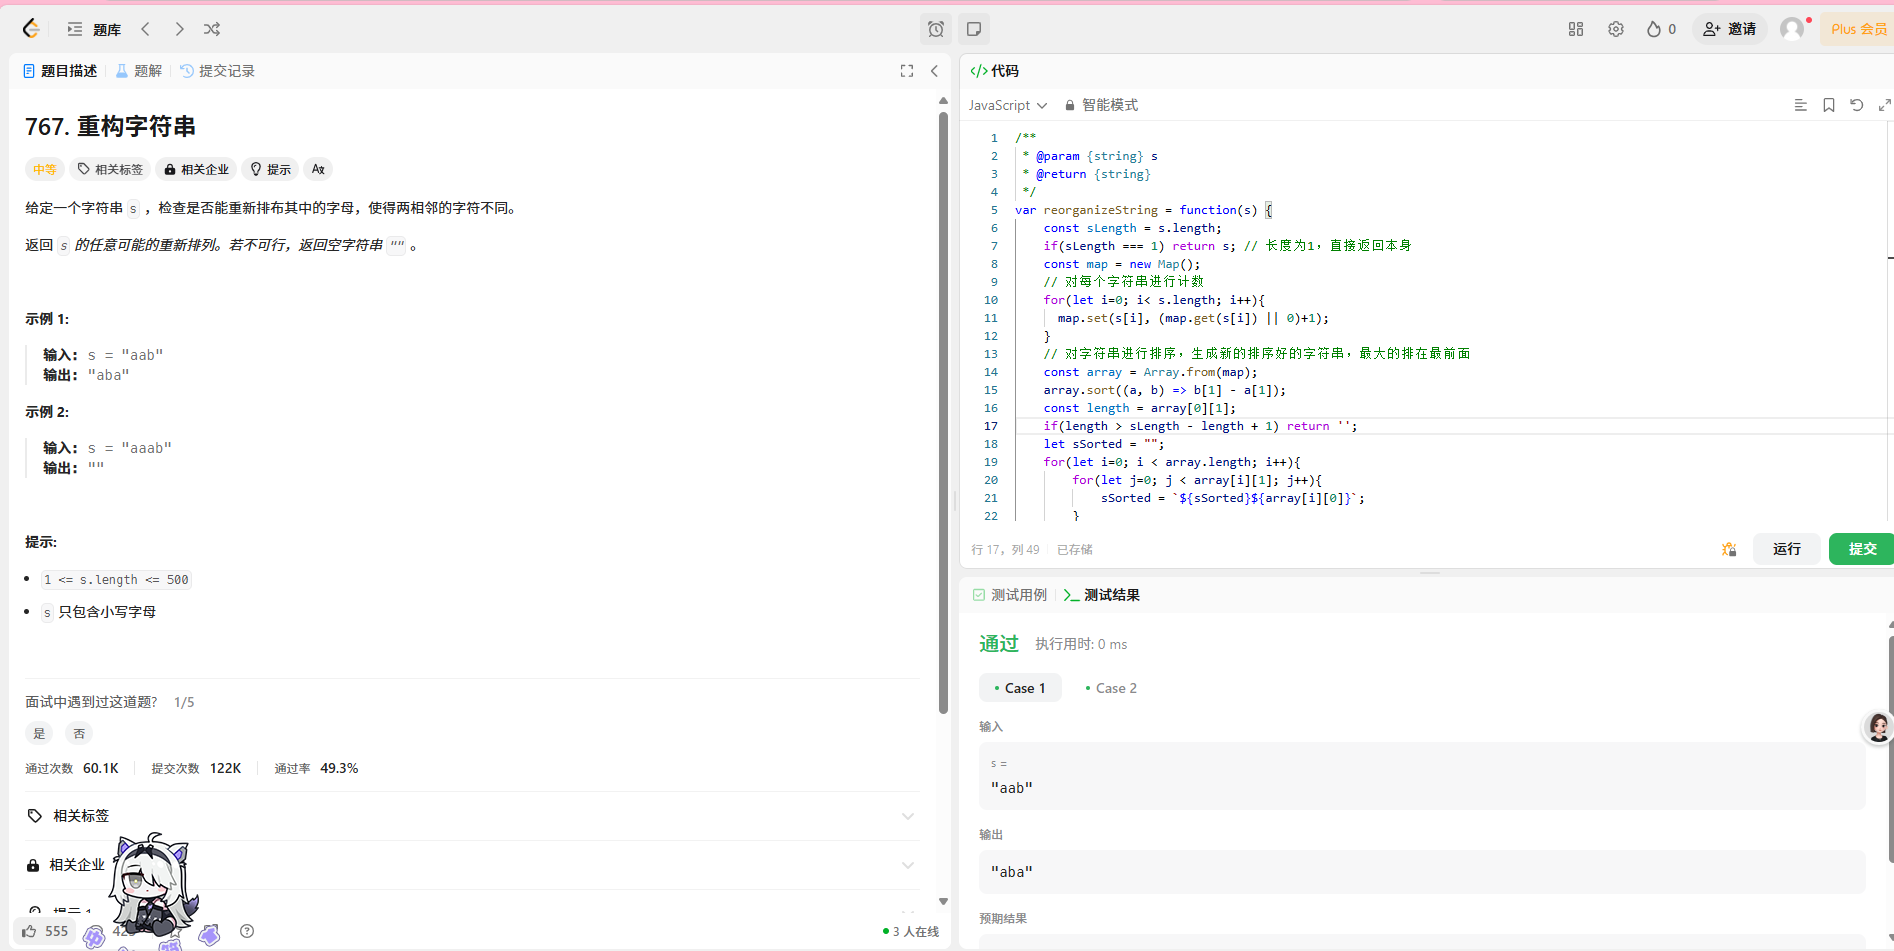 题库
0
邀请
Plus 会员
题目描述
题解
提交记录
767. 重构字符串
中等
相关标签
相关企业
提示
给定一个字符串 s ，检查是否能重新排布其中的字母，使得两相邻的字符不同。
返回 s 的任意可能的重新排列。若不可行，返回空字符串 "" 。
示例 1:
输入: s = "aab"
输出: "aba"
示例 2:
输入: s = "aaab"
输出: ""
提示:
1 <= s.length <= 500
s 只包含小写字母
面试中遇到过这道题? 1/5
是
否
通过次数 60.1K
提交次数 122K
通过率 49.3%
相关标签
相关企业
提示 1
555
3 人在线
</> 代码
JavaScript
智能模式
1 /**
2 * @param {string} s
3 * @return {string}
4 */
5 var reorganizeString = function(s) {
6 const sLength = s.length;
7 if(sLength === 1) return s; // 长度为1，直接返回本身
8 const map = new Map();
9 // 对每个字符串进行计数
10 for(let i=0; i< s.length; i++){
11 map.set(s[i], (map.get(s[i]) || 0)+1);
12 }
13 // 对字符串进行排序，生成新的排序好的字符串，最大的排在最前面
14 const array = Array.from(map);
15 array.sort((a, b) => b[1] - a[1]);
16 const length = array[0][1];
17 if(length > sLength - length + 1) return '';
18 let sSorted = "";
19 for(let i=0; i < array.length; i++){
20 for(let j=0; j < array[i][1]; j++){
21 sSorted = `${sSorted}${array[i][0]}`;
22 }
行 17，列 49
已存储
运行
提交
测试用例
测试结果
通过
执行用时: 0 ms
Case 1
Case 2
输入
s =
"aab"
输出
"aba"
预期结果